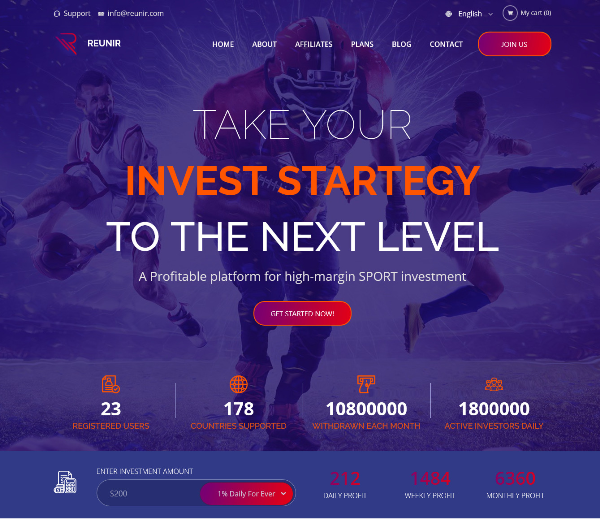 Support info@reunir.com English My cart (0)
REUNIR HOME ABOUT AFFILIATES PLANS BLOG CONTACT JOIN US
TAKE YOUR
INVEST STARTEGY
TO THE NEXT LEVEL
A Profitable platform for high-margin SPORT investment
GET STARTED NOW!
23 178 10800000 1800000
REGISTERED USERS COUNTRIES SUPPORTED WITHDRAWN EACH MONTH ACTIVE INVESTORS DAILY
ENTER INVESTMENT AMOUNT
$200 1% Daily For Ever
212 1484 6360
DAILY PROFIT WEEKLY PROFIT MONTHLY PROFIT